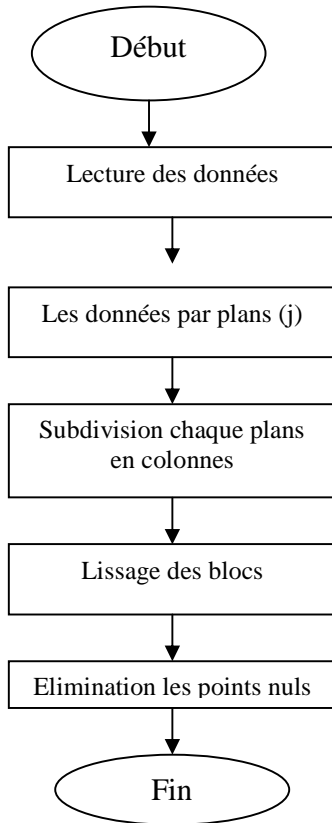 Début
Lecture des données
Les données par plans (j)
Subdivision chaque plans
en colonnes
Lissage des blocs
Elimination les points nuls
Fin